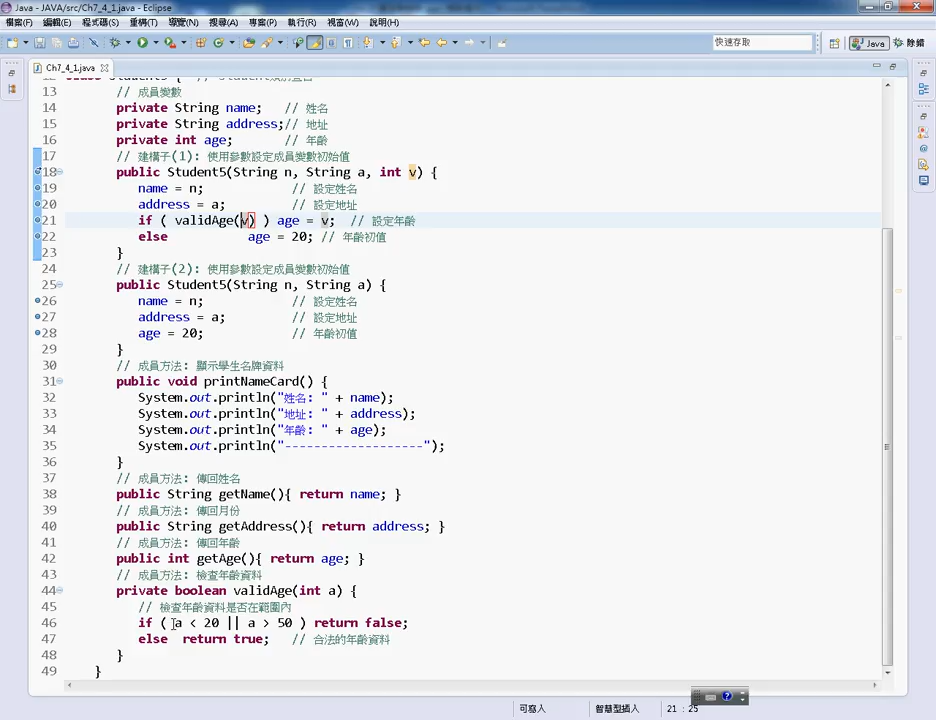 Java - JAVA/src/Ch7_4_1.java - Eclipse
檔案(F) 編輯(E) 程式碼(S) 重構(T) 導覽(N) 搜尋(A) 專案(P) 執行(R) 視窗(W) 說明(H)
快速存取 Java 除錯
Ch7_4_1.java
13 // 成員變數
14 private String name; // 姓名
15 private String address;// 地址
16 private int age; // 年齡
17 // 建構子(1): 使用參數設定成員變數初始值
18 public Student5(String n, String a, int v) {
19 name = n; // 設定姓名
20 address = a; // 設定地址
21 if ( validAge(v) ) age = v; // 設定年齡
22 else age = 20; // 年齡初值
23 }
24 // 建構子(2): 使用參數設定成員變數初始值
25 public Student5(String n, String a) {
26 name = n; // 設定姓名
27 address = a; // 設定地址
28 age = 20; // 年齡初值
29 }
30 // 成員方法: 顯示學生名牌資料
31 public void printNameCard() {
32 System.out.println("姓名: " + name);
33 System.out.println("地址: " + address);
34 System.out.println("年齡: " + age);
35 System.out.println("-------------------");
36 }
37 // 成員方法: 傳回姓名
38 public String getName(){ return name; }
39 // 成員方法: 傳回月份
40 public String getAddress(){ return address; }
41 // 成員方法: 傳回年齡
42 public int getAge(){ return age; }
43 // 成員方法: 檢查年齡資料
44 private boolean validAge(int a) {
45 // 檢查年齡資料是否在範圍內
46 if ( a < 20 || a > 50 ) return false;
47 else return true; // 合法的年齡資料
48 }
49 }
可寫入 智慧型插入 21 : 25